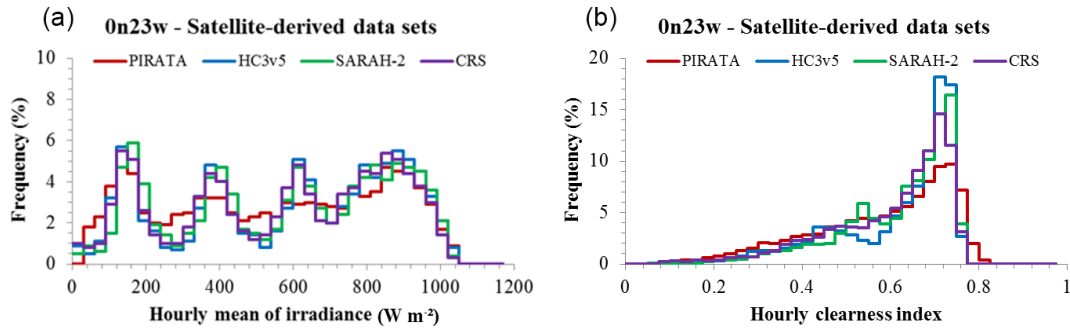 (a)
0n23w - Satellite-derived data sets
PIRATA HC3v5 SARAH-2 CRS
Frequency (%)
10
8
6
4
2
0
0 200 400 600 800 1000 1200
Hourly mean of irradiance (W m⁻²)
(b)
0n23w - Satellite-derived data sets
PIRATA HC3v5 SARAH-2 CRS
Frequency (%)
20
15
10
5
0
0 0.2 0.4 0.6 0.8 1
Hourly clearness index